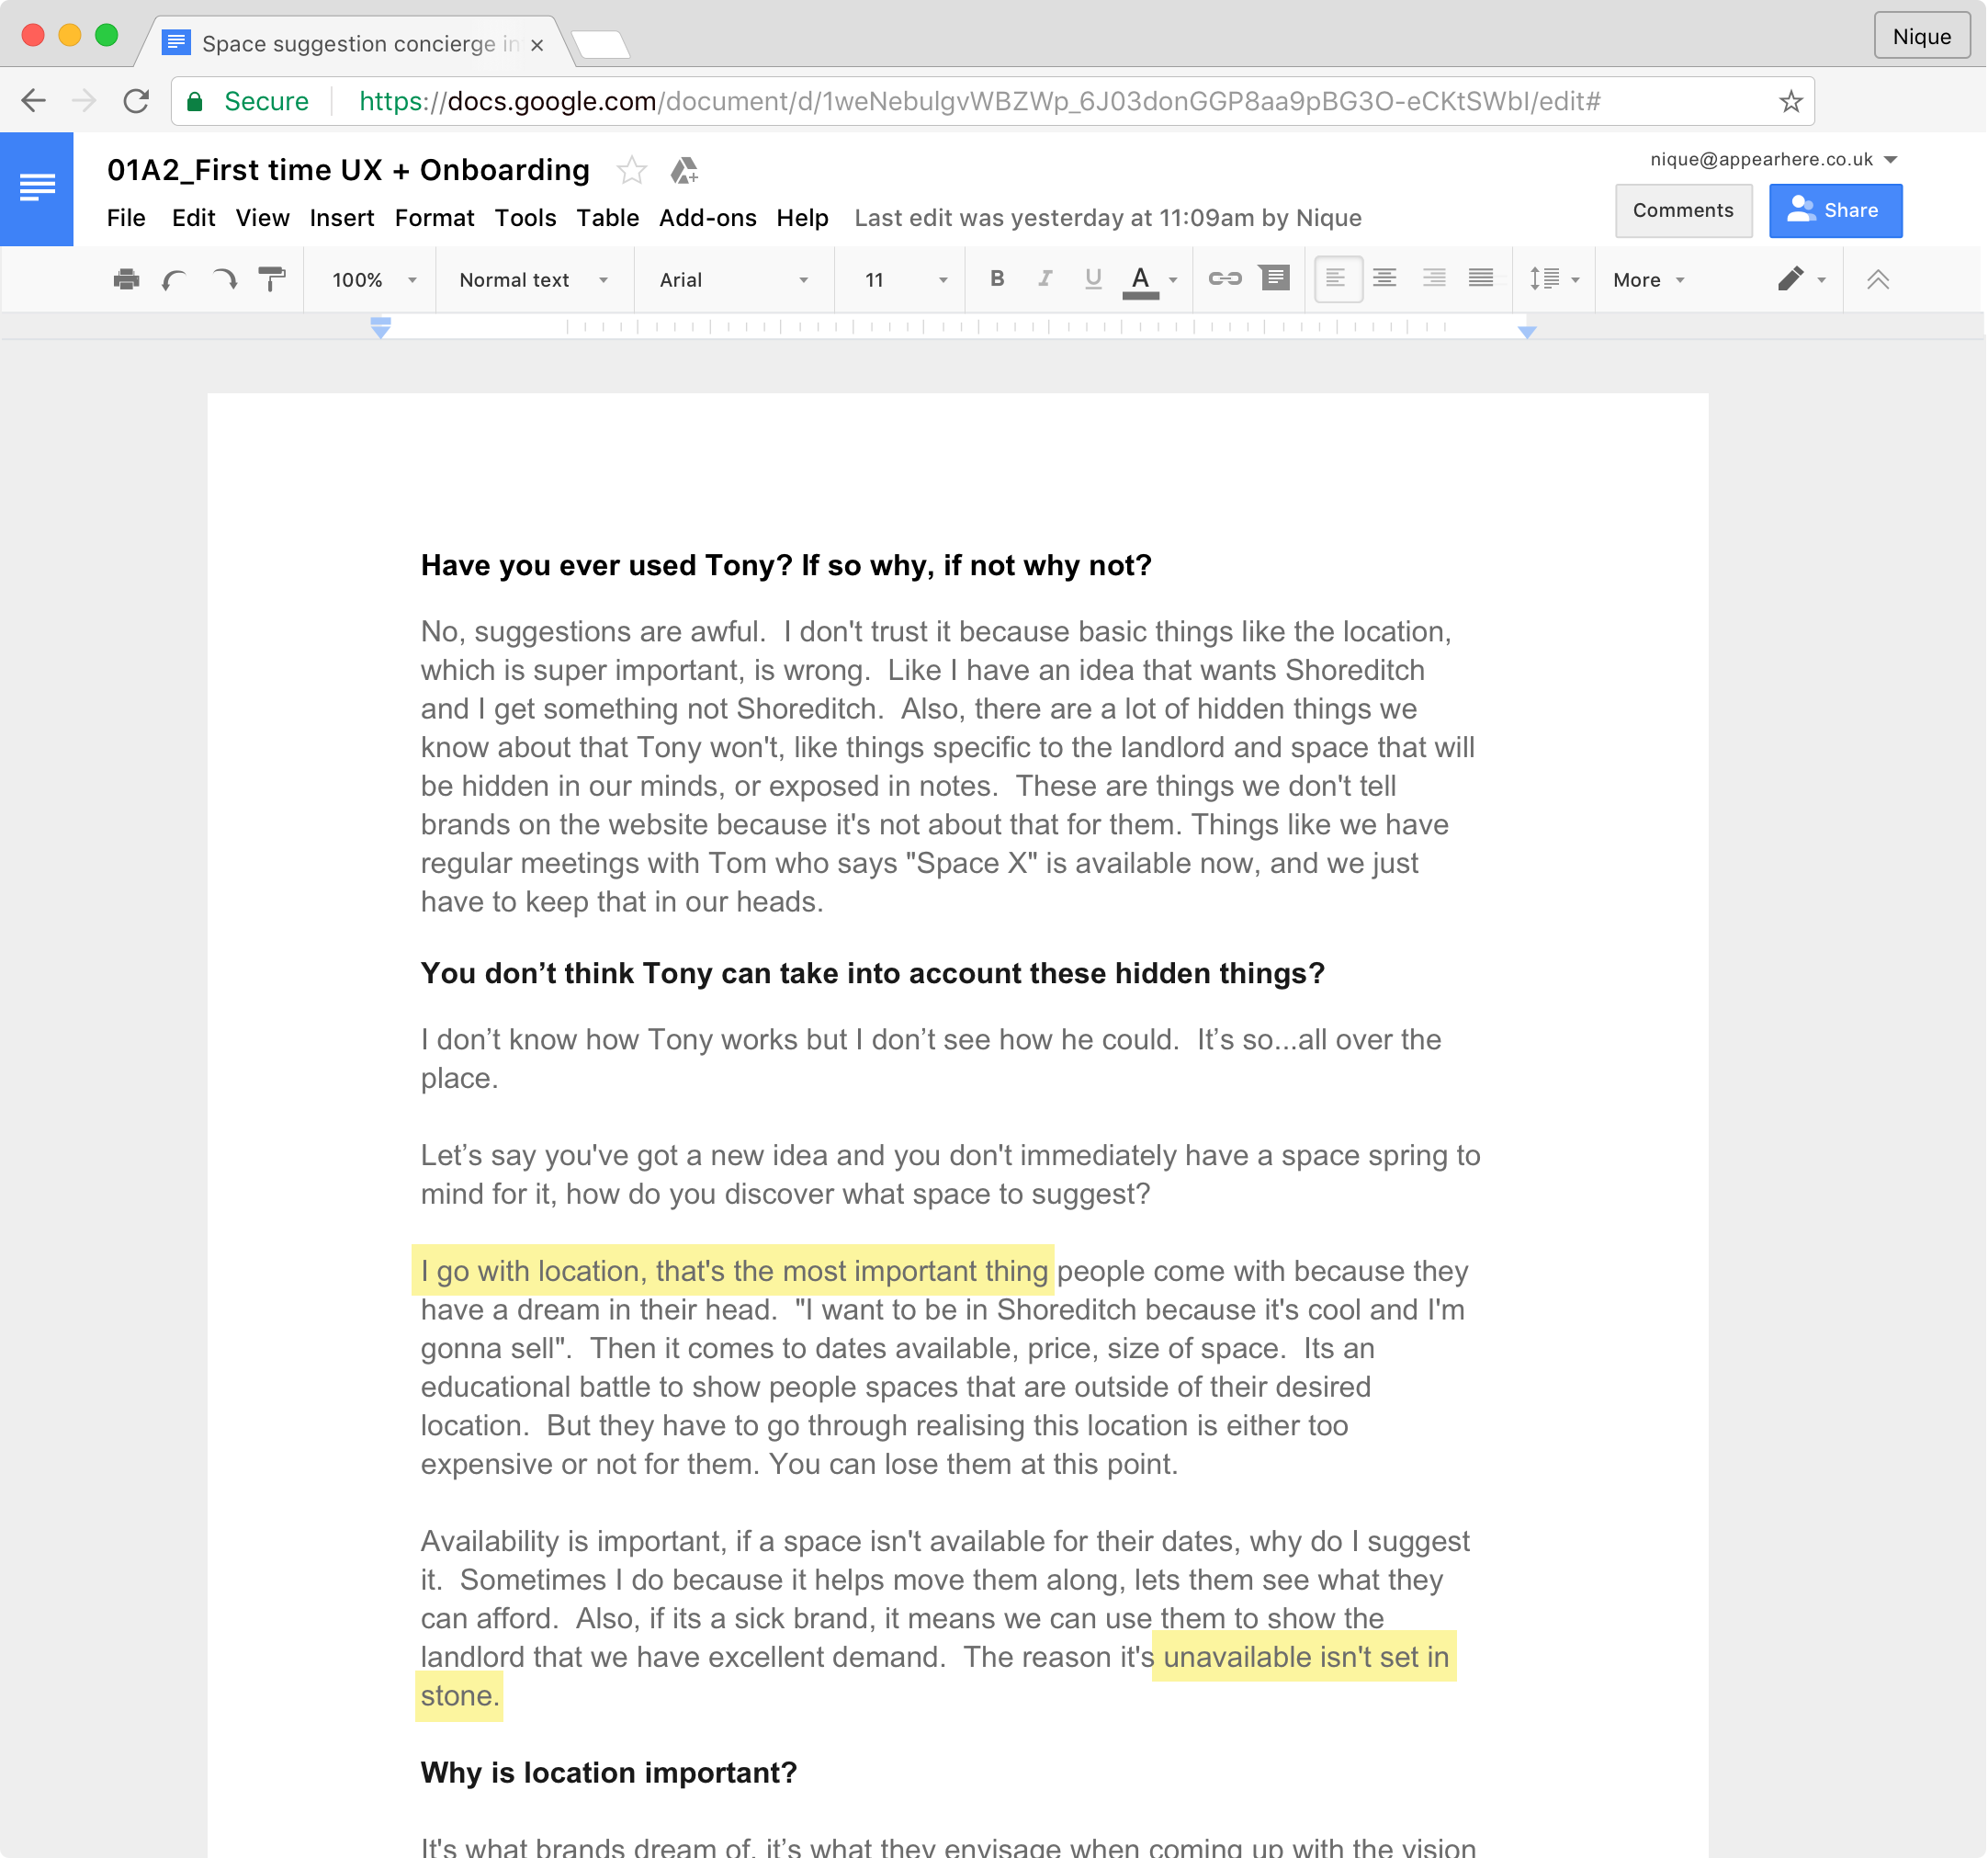 Space suggestion concierge in
Nique
Secure
https://docs.google.com/document/d/1weNebulgvWBZWp_6J03donGGP8aa9pBG3O-eCKtSWbI/edit#
01A2_First time UX + Onboarding
nique@appearhere.co.uk
File Edit View Insert Format Tools Table Add-ons Help Last edit was yesterday at 11:09am by Nique
Comments
Share
100% Normal text Arial 11 B I U A More
Have you ever used Tony? If so why, if not why not?
No, suggestions are awful.  I don't trust it because basic things like the location,
which is super important, is wrong.  Like I have an idea that wants Shoreditch
and I get something not Shoreditch.  Also, there are a lot of hidden things we
know about that Tony won't, like things specific to the landlord and space that will
be hidden in our minds, or exposed in notes.  These are things we don't tell
brands on the website because it's not about that for them. Things like we have
regular meetings with Tom who says "Space X" is available now, and we just
have to keep that in our heads.
You don’t think Tony can take into account these hidden things?
I don’t know how Tony works but I don’t see how he could.  It’s so...all over the
place.
Let’s say you've got a new idea and you don't immediately have a space spring to
mind for it, how do you discover what space to suggest?
I go with location, that's the most important thing people come with because they
have a dream in their head.  "I want to be in Shoreditch because it's cool and I'm
gonna sell".  Then it comes to dates available, price, size of space.  Its an
educational battle to show people spaces that are outside of their desired
location.  But they have to go through realising this location is either too
expensive or not for them. You can lose them at this point.
Availability is important, if a space isn't available for their dates, why do I suggest
it.  Sometimes I do because it helps move them along, lets them see what they
can afford.  Also, if its a sick brand, it means we can use them to show the
landlord that we have excellent demand.  The reason it's unavailable isn't set in
stone.
Why is location important?
It's what brands dream of, it’s what they envisage when coming up with the vision